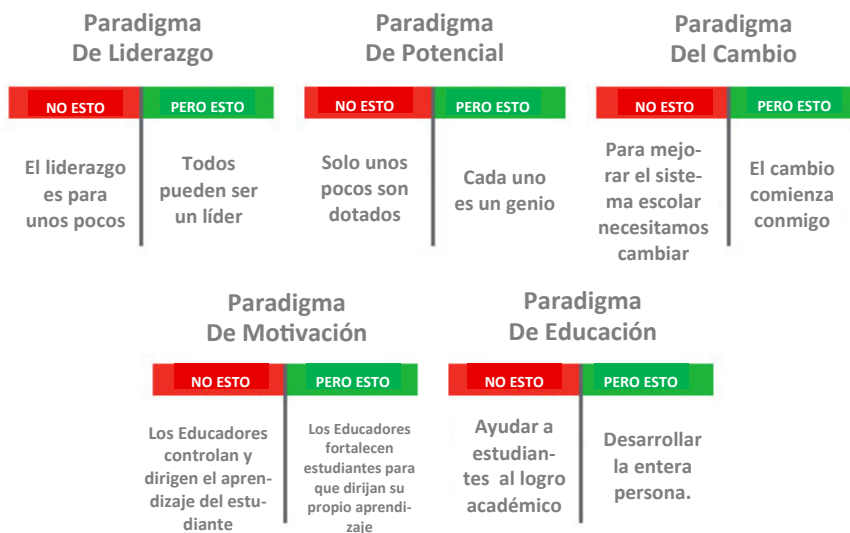 Paradigma
De Liderazgo
NO ESTO
PERO ESTO
El liderazgo
es para
unos pocos
Todos
pueden ser
un líder
Paradigma
De Potencial
NO ESTO
PERO ESTO
Solo unos
pocos son
dotados
Cada uno
es un genio
Paradigma
Del Cambio
NO ESTO
PERO ESTO
Para mejo-
rar el siste-
ma escolar
necesitamos
cambiar
El cambio
comienza
conmigo
Paradigma
De Motivación
NO ESTO
PERO ESTO
Los Educadores
controlan y
dirigen el apren-
dizaje del estu-
diante
Los Educadores
fortalecen
estudiantes para
que dirijan su
propio aprendi-
zaje
Paradigma
De Educación
NO ESTO
PERO ESTO
Ayudar a
estudian-
tes al logro
académico
Desarrollar
la entera
persona.